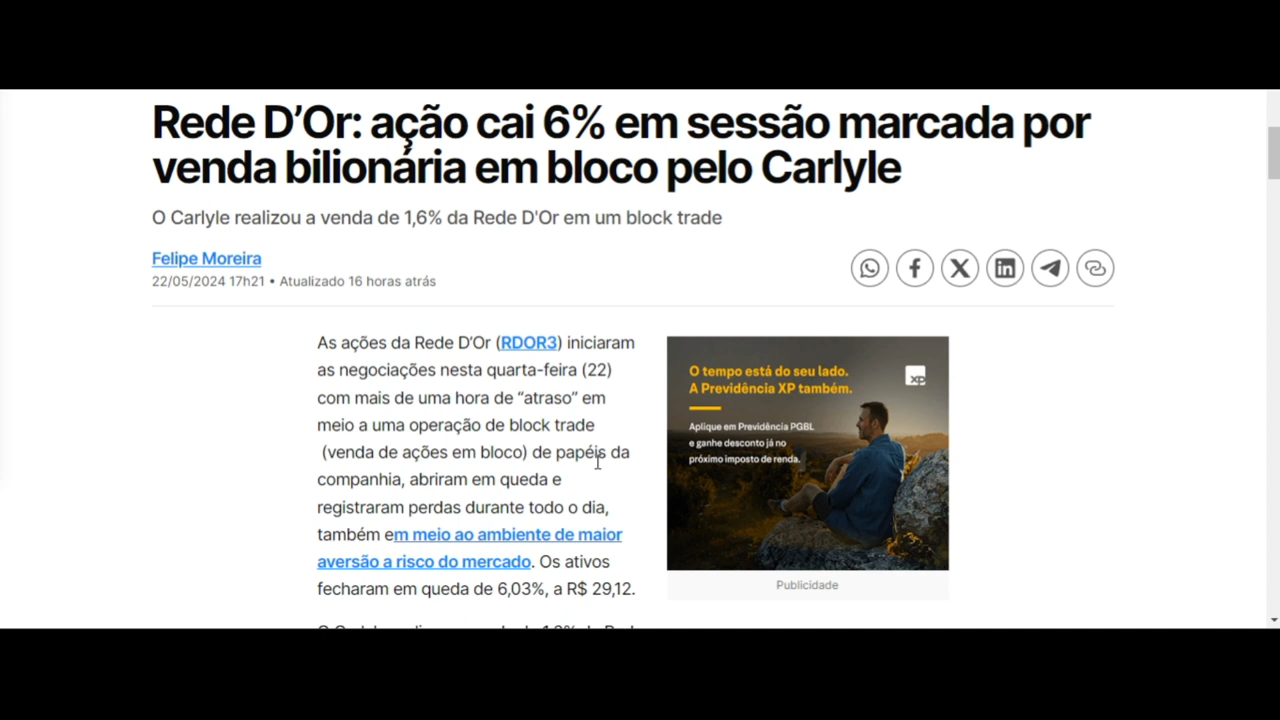 Rede D’Or: ação cai 6% em sessão marcada por
venda bilionária em bloco pelo Carlyle
O Carlyle realizou a venda de 1,6% da Rede D'Or em um block trade
Felipe Moreira
22/05/2024 17h21 • Atualizado 16 horas atrás
As ações da Rede D’Or (RDOR3) iniciaram
as negociações nesta quarta-feira (22)
com mais de uma hora de “atraso” em
meio a uma operação de block trade
(venda de ações em bloco) de papéis da
companhia, abriram em queda e
registraram perdas durante todo o dia,
também em meio ao ambiente de maior
aversão a risco do mercado. Os ativos
fecharam em queda de 6,03%, a R$ 29,12.
O tempo está do seu lado.
A Previdência XP também.
xp
Aplique em Previdência PGBL
e ganhe desconto já no
próximo imposto de renda.
Publicidade